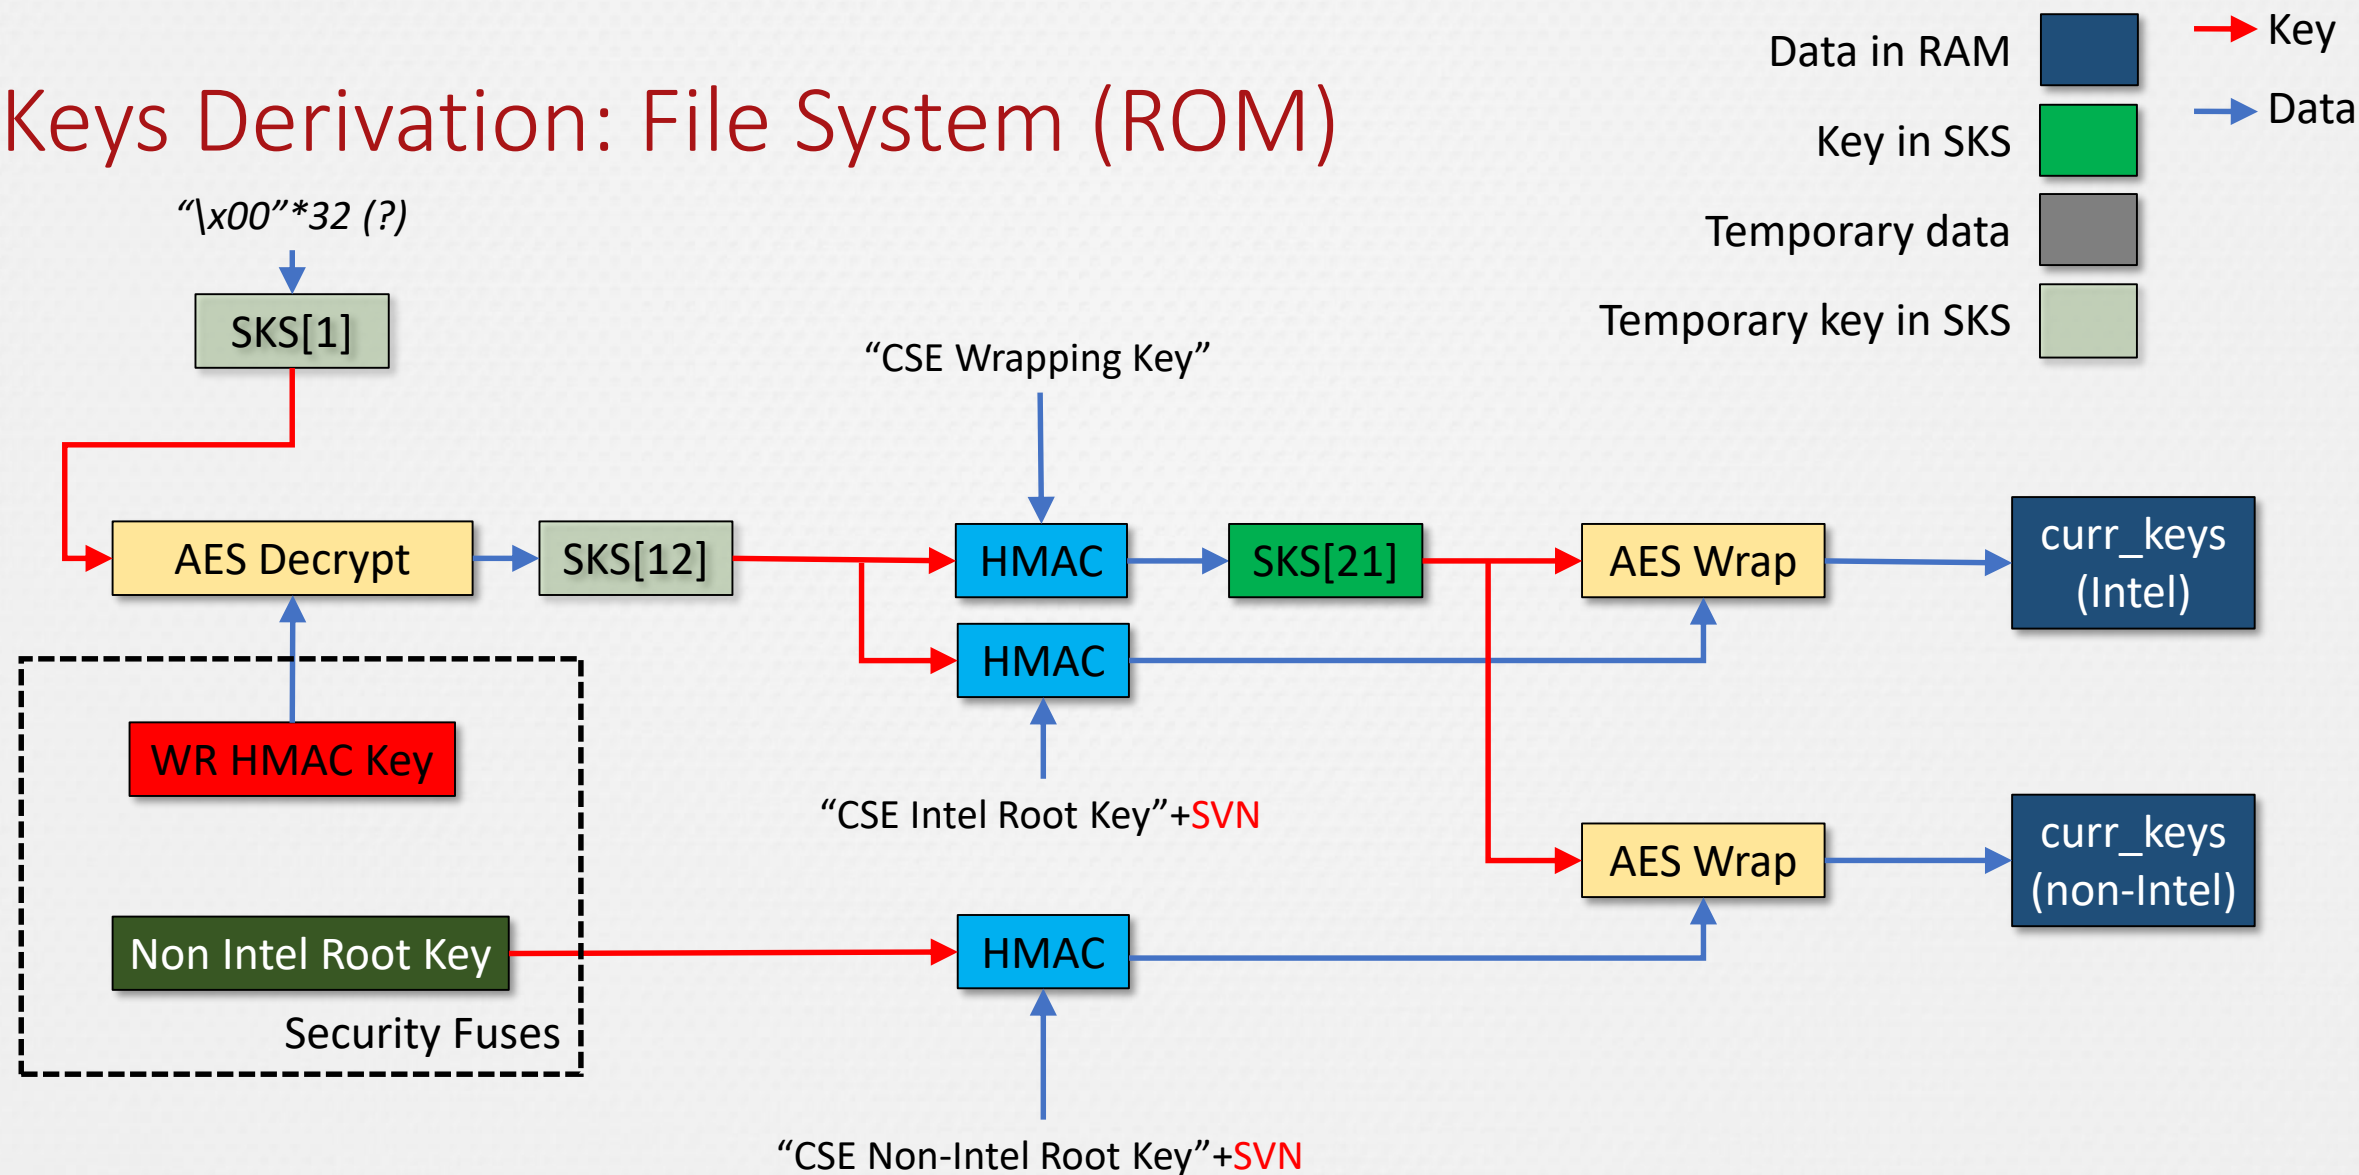 Keys Derivation: File System (ROM)
Data in RAM
Key in SKS
Temporary data
Temporary key in SKS
Key
Data
“\x00”*32 (?)
SKS[1]
“CSE Wrapping Key”
AES Decrypt
SKS[12]
HMAC
SKS[21]
AES Wrap
curr_keys
(Intel)
HMAC
WR HMAC Key
“CSE Intel Root Key”+SVN
AES Wrap
curr_keys
(non-Intel)
Non Intel Root Key
HMAC
Security Fuses
“CSE Non-Intel Root Key”+SVN